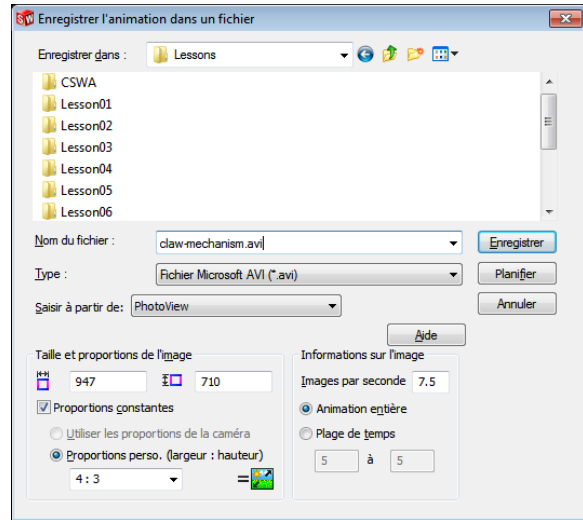 SW Enregistrer l'animation dans un fichier
Enregistrer dans :
Lessons
CSWA
Lesson01
Lesson02
Lesson03
Lesson04
Lesson05
Lesson06
Nom du fichier : claw-mechanism.avi Enregistrer
Type : Fichier Microsoft AVI (*.avi) Planifier
Saisir à partir de: PhotoView Annuler
Aide
Taille et proportions de l'image
947 710
Proportions constantes
Utiliser les proportions de la caméra
Proportions perso. (largeur : hauteur)
4 : 3 =
Informations sur l'image
Images par seconde 7.5
Animation entière
Plage de temps
5 à 5